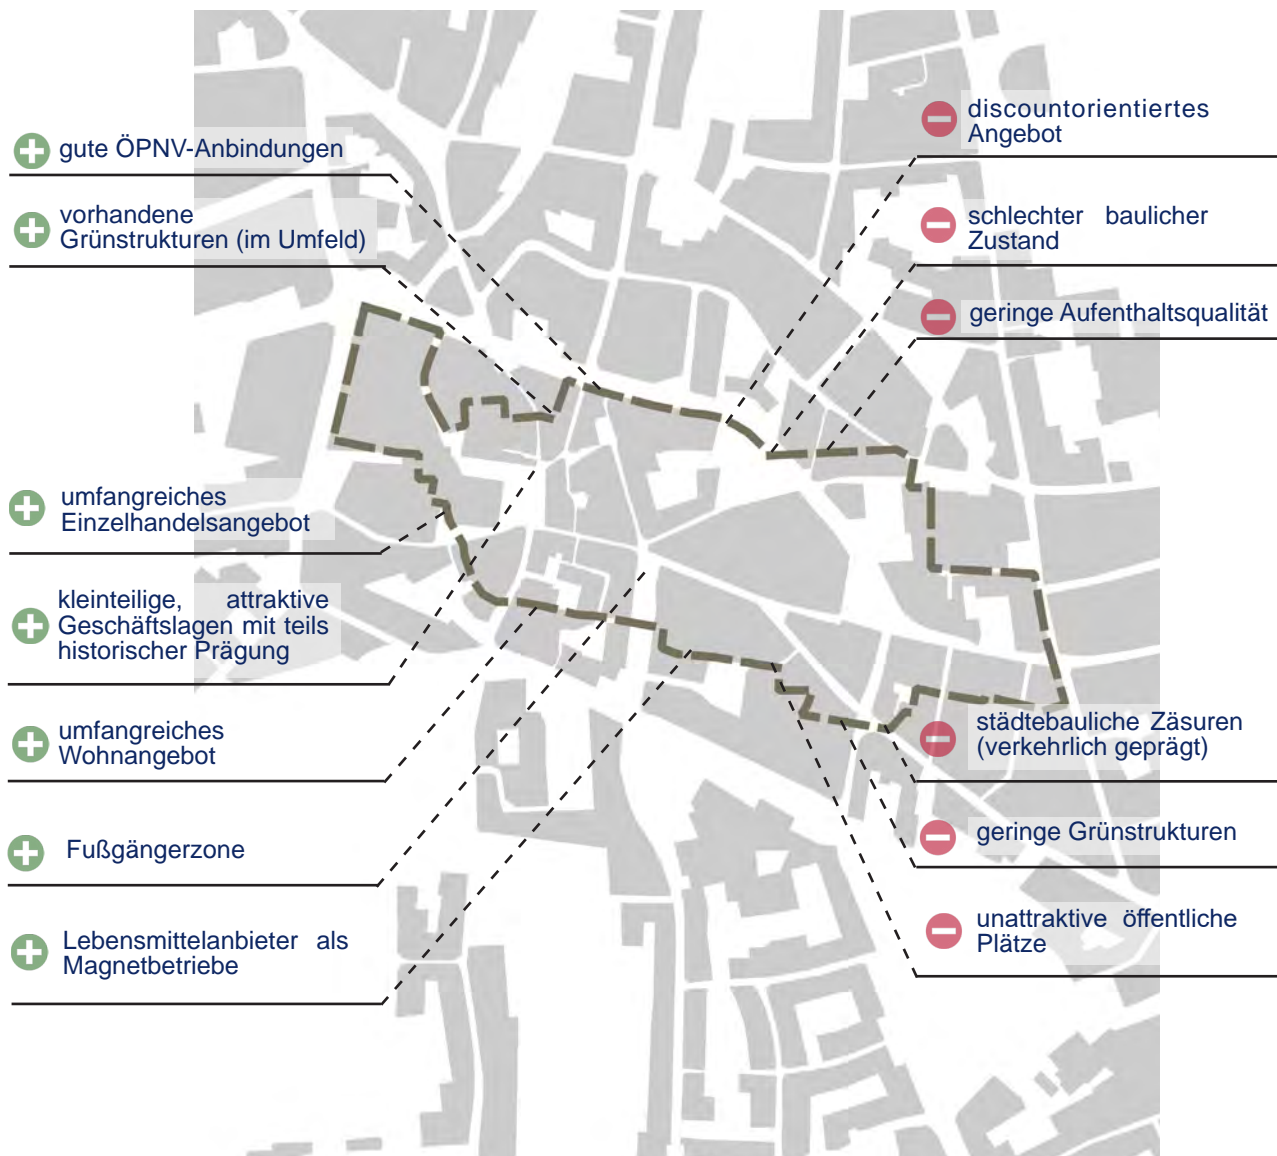 gute ÖPNV-Anbindungen
vorhandene
Grünstrukturen (im Umfeld)
umfangreiches
Einzelhandelsangebot
kleinteilige, attraktive
Geschäftslagen mit teils
historischer Prägung
umfangreiches
Wohnangebot
Fußgängerzone
Lebensmittelanbieter als
Magnetbetriebe
discountorientiertes
Angebot
schlechter baulicher
Zustand
geringe Aufenthaltsqualität
städtebauliche Zäsuren
(verkehrlich geprägt)
geringe Grünstrukturen
unattraktive öffentliche
Plätze